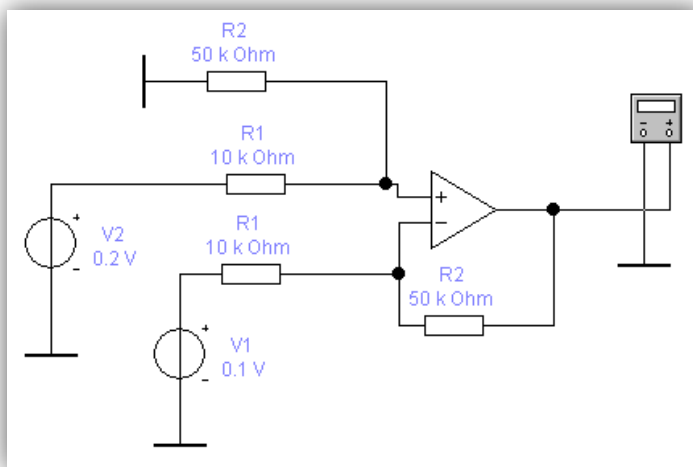 R2
50 k Ohm
R1
10 k Ohm
- +
+
V2
0.2 V
-
R1
10 k Ohm
+
-
R2
50 k Ohm
+
V1
0.1 V
-